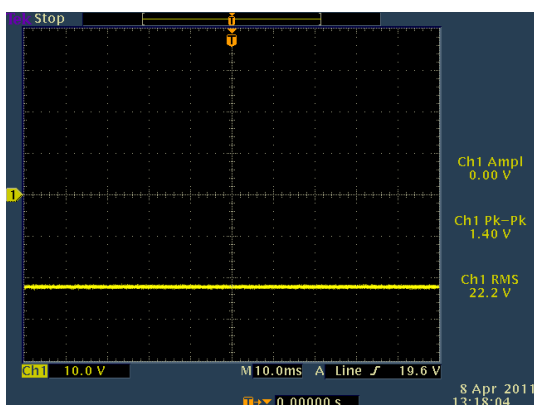 Tek Stop
T
T
1
Ch1 Ampl
0.00 V
Ch1 Pk-Pk
1.40 V
Ch1 RMS
22.2 V
Ch1 10.0 V M 10.0ms A Line 19.6 V
T 0.00000 s
8 Apr 2011
13:18:04